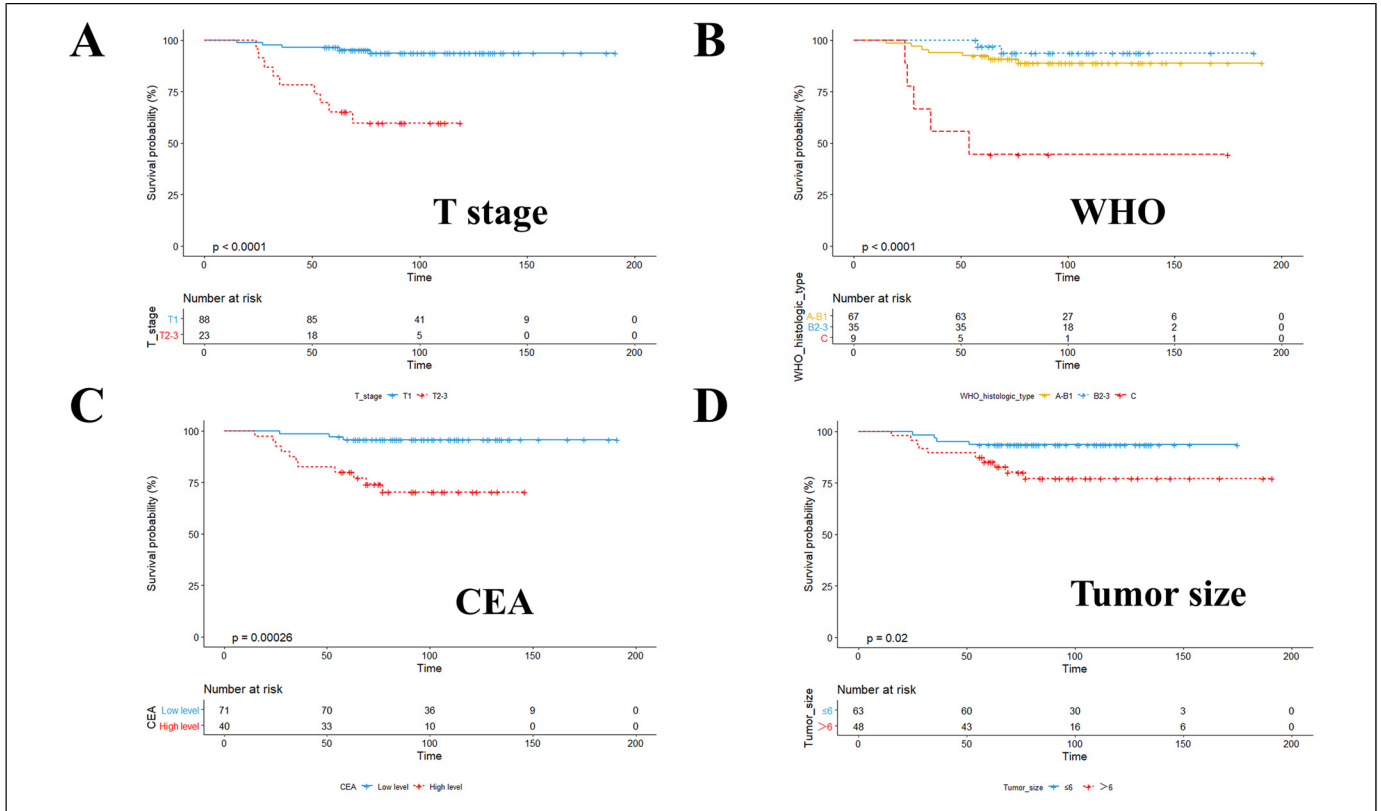 A
Survival probability (%)
100
75
50
25
0
T stage
p < 0.0001
0 50 100 150 200
Time
Number at risk
T_stage
T1 88 85 41 9 0
T2-3 23 18 5 0 0
0 50 100 150 200
Time
T_stage T1 T2-3
B
Survival probability (%)
100
75
50
25
0
WHO
p < 0.0001
0 50 100 150 200
Time
Number at risk
WHO_histologic_type
A-B1 67 63 27 6 0
B2-3 35 35 18 2 0
C 9 5 1 1 0
0 50 100 150 200
Time
WHO_histologic_type A-B1 B2-3 C
C
Survival probability (%)
100
75
50
25
0
CEA
p = 0.00026
0 50 100 150 200
Time
Number at risk
CEA
Low level 71 70 36 9 0
High level 40 33 10 0 0
0 50 100 150 200
Time
CEA Low level High level
D
Survival probability (%)
100
75
50
25
0
Tumor size
p = 0.02
0 50 100 150 200
Time
Number at risk
Tumor_size
≤6 63 60 30 3 0
＞6 48 43 16 6 0
0 50 100 150 200
Time
Tumor_size ≤6 ＞6